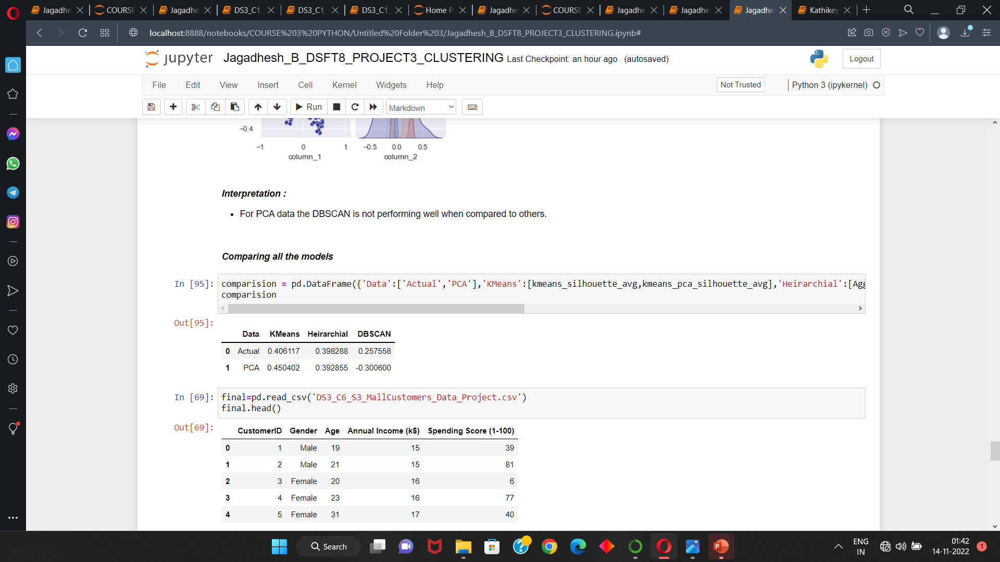 Jagadhe COURSE Jagadhe DS3_C1_ DS3_C1_ DS3_C1_ Home P Jagadhe COURSE Jagadhe Jagadhe Jagadhe Kathikey
localhost:8888/notebooks/COURSE%203%20PYTHON/Untitled%20Folder%203/Jagadhesh_B_DSFT8_PROJECT3_CLUSTERING.ipynb#
jupyter Jagadhesh_B_DSFT8_PROJECT3_CLUSTERING Last Checkpoint: an hour ago (autosaved) Logout
File Edit View Insert Cell Kernel Widgets Help Not Trusted Python 3 (ipykernel)
Run Markdown
−0.4
−1 0 1 −0.5 0.0 0.5
column_1 column_2
Interpretation :
• For PCA data the DBSCAN is not performing well when compared to others.
Comparing all the models
In [95]: comparision = pd.DataFrame({'Data':['Actual','PCA'],'KMeans':[kmeans_silhouette_avg,kmeans_pca_silhouette_avg],'Heirarchial':[Agg
comparision
Out[95]:
Data KMeans Heirarchial DBSCAN
0 Actual 0.406117 0.398288 0.257558
1 PCA 0.450402 0.392855 -0.300600
In [69]: final=pd.read_csv('DS3_C6_S3_MallCustomers_Data_Project.csv')
final.head()
Out[69]:
CustomerID Gender Age Annual Income (k$) Spending Score (1-100)
0 1 Male 19 15 39
1 2 Male 21 15 81
2 3 Female 20 16 6
3 4 Female 23 16 77
4 5 Female 31 17 40
Search
ENG
IN
01:42
14-11-2022
1